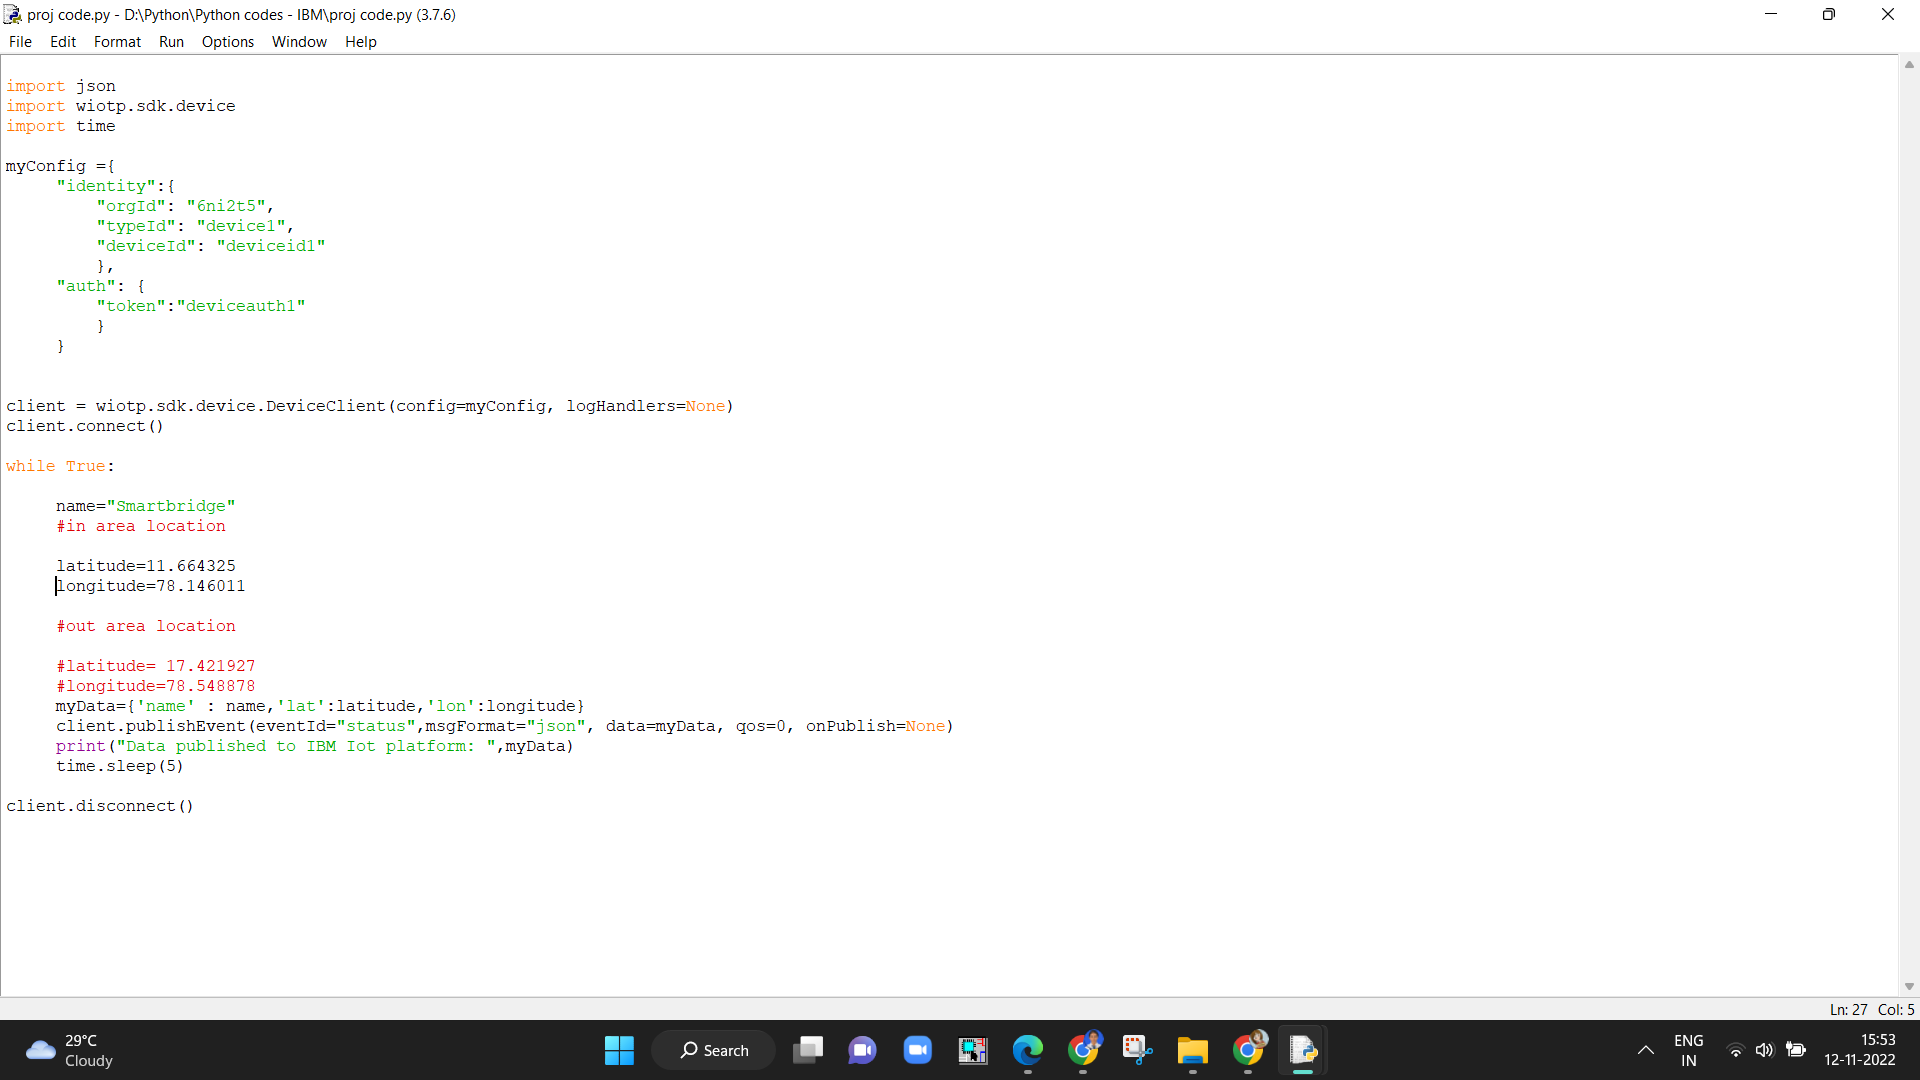 proj code.py - D:\Python\Python codes - IBM\proj code.py (3.7.6)
File Edit Format Run Options Window Help
import json
import wiotp.sdk.device
import time
myConfig ={
"identity":{
"orgId": "6ni2t5",
"typeId": "device1",
"deviceId": "deviceid1"
},
"auth": {
"token":"deviceauth1"
}
}
client = wiotp.sdk.device.DeviceClient(config=myConfig, logHandlers=None)
client.connect()
while True:
name="Smartbridge"
#in area location
latitude=11.664325
longitude=78.146011
#out area location
#latitude= 17.421927
#longitude=78.548878
myData={'name' : name,'lat':latitude,'lon':longitude}
client.publishEvent(eventId="status",msgFormat="json", data=myData, qos=0, onPublish=None)
print("Data published to IBM Iot platform: ",myData)
time.sleep(5)
client.disconnect()
Ln: 27 Col: 5
29°C
Cloudy
Search
ENG
IN
15:53
12-11-2022